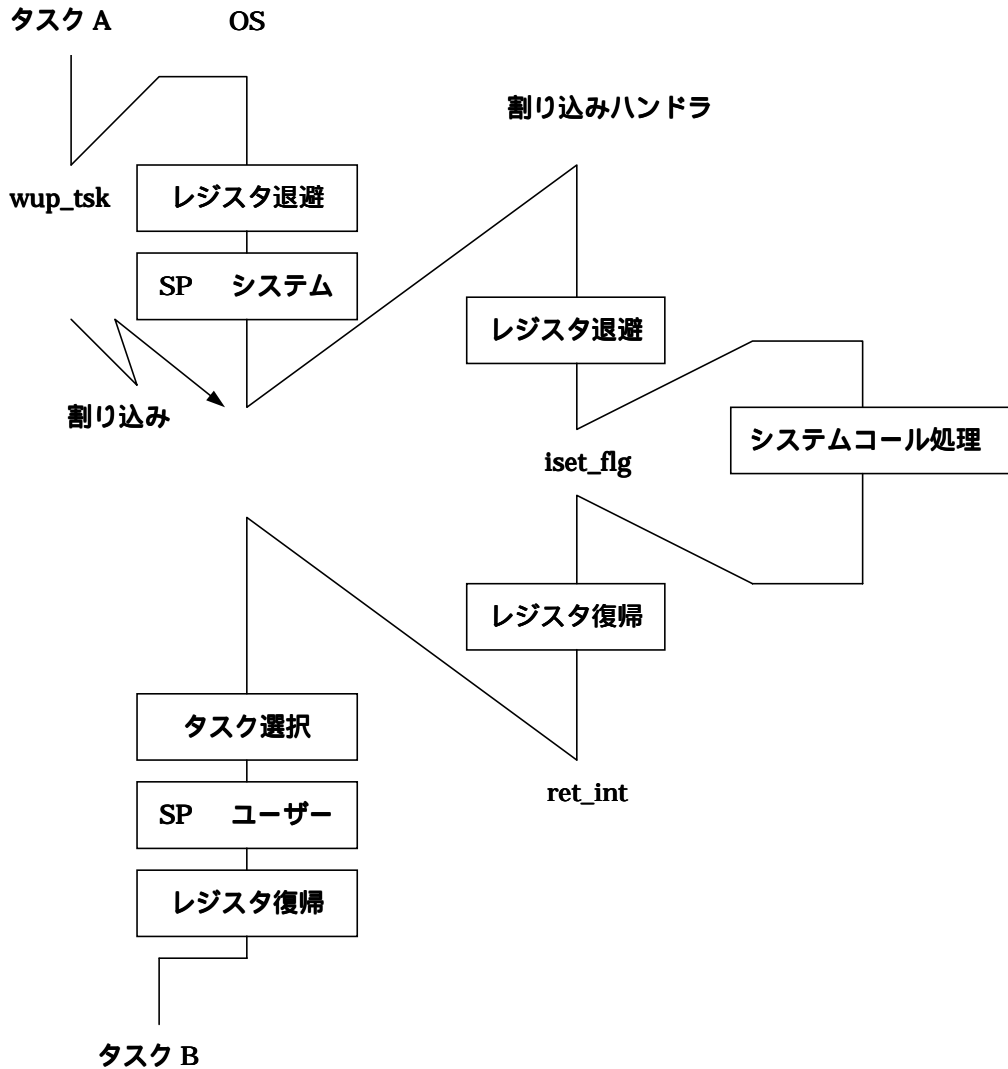 タスク A
OS
割り込みハンドラ
wup_tsk
レジスタ退避
SP システム
レジスタ退避
割り込み
システムコール処理
iset_flg
レジスタ復帰
タスク選択
ret_int
SP ユーザー
レジスタ復帰
タスク B